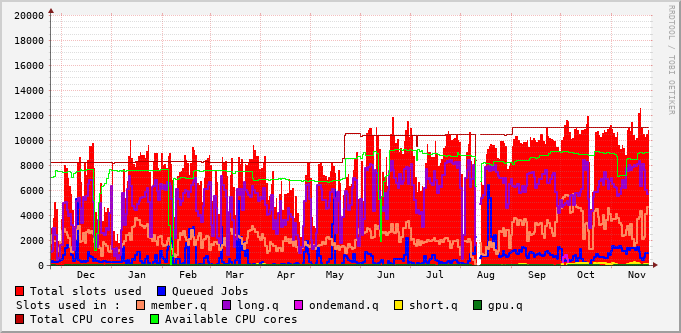 20000
18000
16000
14000
12000
10000
8000
6000
4000
2000
0
Dec Jan Feb Mar Apr May Jun Jul Aug Sep Oct Nov
RRDTOOL / TOBI OETIKER
Total slots used Queued Jobs
Slots used in : member.q long.q ondemand.q short.q gpu.q
Total CPU cores Available CPU cores